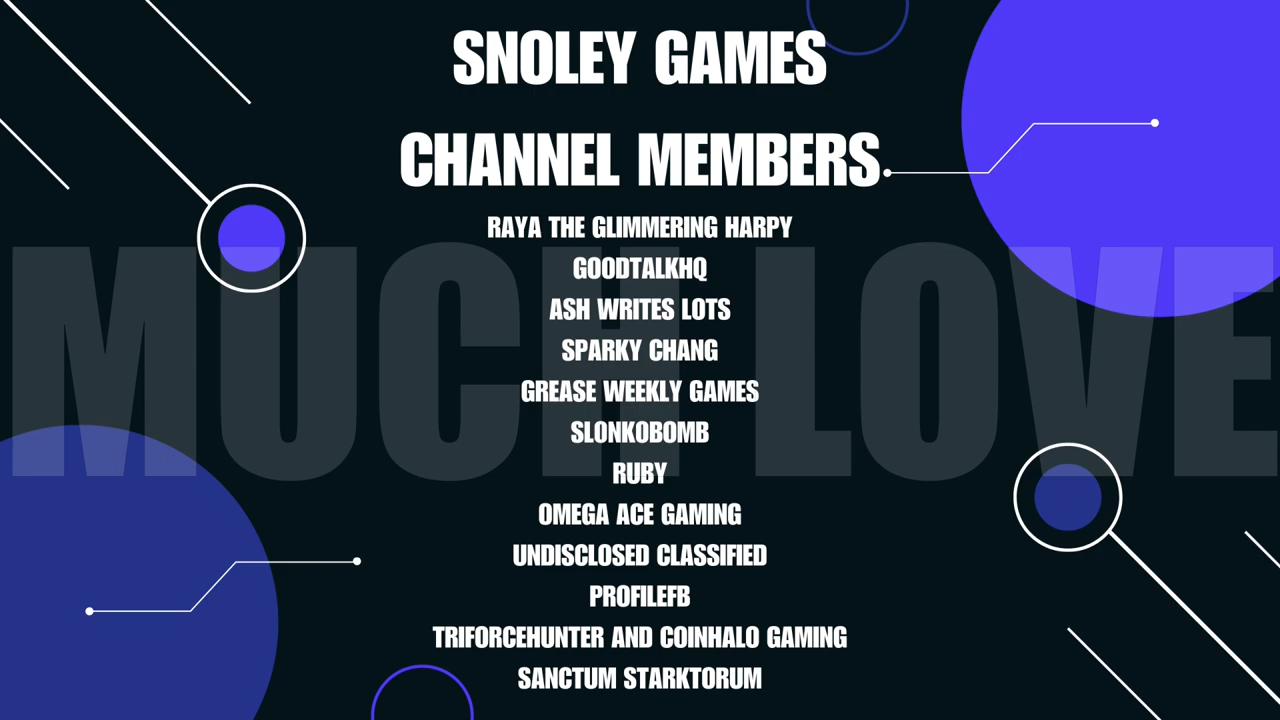 SNOLEY GAMES
CHANNEL MEMBERS
RAYA THE GLIMMERING HARPY
GOODTALKHQ
ASH WRITES LOTS
SPARKY CHANG
GREASE WEEKLY GAMES
SLONKOBOMB
RUBY
OMEGA ACE GAMING
UNDISCLOSED CLASSIFIED
PROFILEFB
TRIFORCEHUNTER AND COINHALO GAMING
SANCTUM STARKTORUM
MUCH LOVE